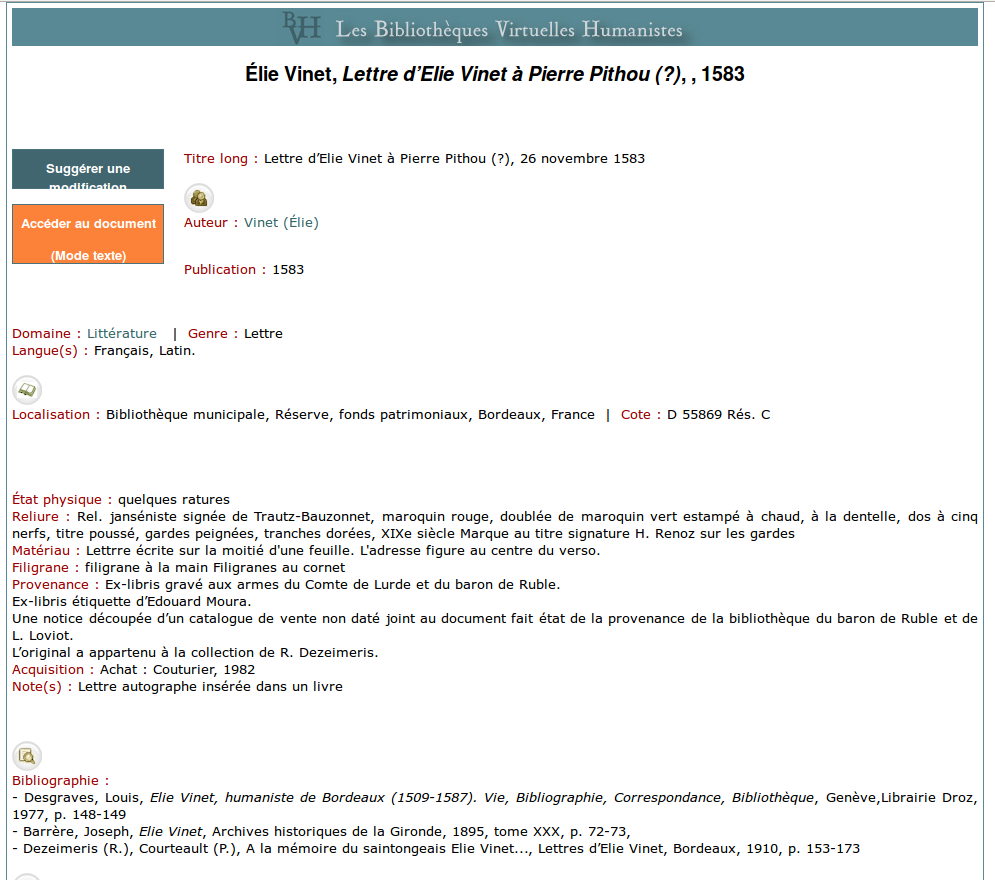 BVH Les Bibliothèques Virtuelles Humanistes
Élie Vinet, Lettre d’Elie Vinet à Pierre Pithou (?), , 1583
Suggérer une
modification
Accéder au document
(Mode texte)
Titre long : Lettre d’Elie Vinet à Pierre Pithou (?), 26 novembre 1583
Auteur : Vinet (Élie)
Publication : 1583
Domaine : Littérature | Genre : Lettre
Langue(s) : Français, Latin.
Localisation : Bibliothèque municipale, Réserve, fonds patrimoniaux, Bordeaux, France | Cote : D 55869 Rés. C
État physique : quelques ratures
Reliure : Rel. janséniste signée de Trautz-Bauzonnet, maroquin rouge, doublée de maroquin vert estampé à chaud, à la dentelle, dos à cinq
nerfs, titre poussé, gardes peignées, tranches dorées, XIXe siècle Marque au titre signature H. Renoz sur les gardes
Matériau : Lettrre écrite sur la moitié d'une feuille. L'adresse figure au centre du verso.
Filigrane : filigrane à la main Filigranes au cornet
Provenance : Ex-libris gravé aux armes du Comte de Lurde et du baron de Ruble.
Ex-libris étiquette d’Edouard Moura.
Une notice découpée d’un catalogue de vente non daté joint au document fait état de la provenance de la bibliothèque du baron de Ruble et de
L. Loviot.
L’original a appartenu à la collection de R. Dezeimeris.
Acquisition : Achat : Couturier, 1982
Note(s) : Lettre autographe insérée dans un livre
Bibliographie :
- Desgraves, Louis, Elie Vinet, humaniste de Bordeaux (1509-1587). Vie, Bibliographie, Correspondance, Bibliothèque, Genève,Librairie Droz,
1977, p. 148-149
- Barrère, Joseph, Elie Vinet, Archives historiques de la Gironde, 1895, tome XXX, p. 72-73,
- Dezeimeris (R.), Courteault (P.), A la mémoire du saintongeais Elie Vinet..., Lettres d’Elie Vinet, Bordeaux, 1910, p. 153-173